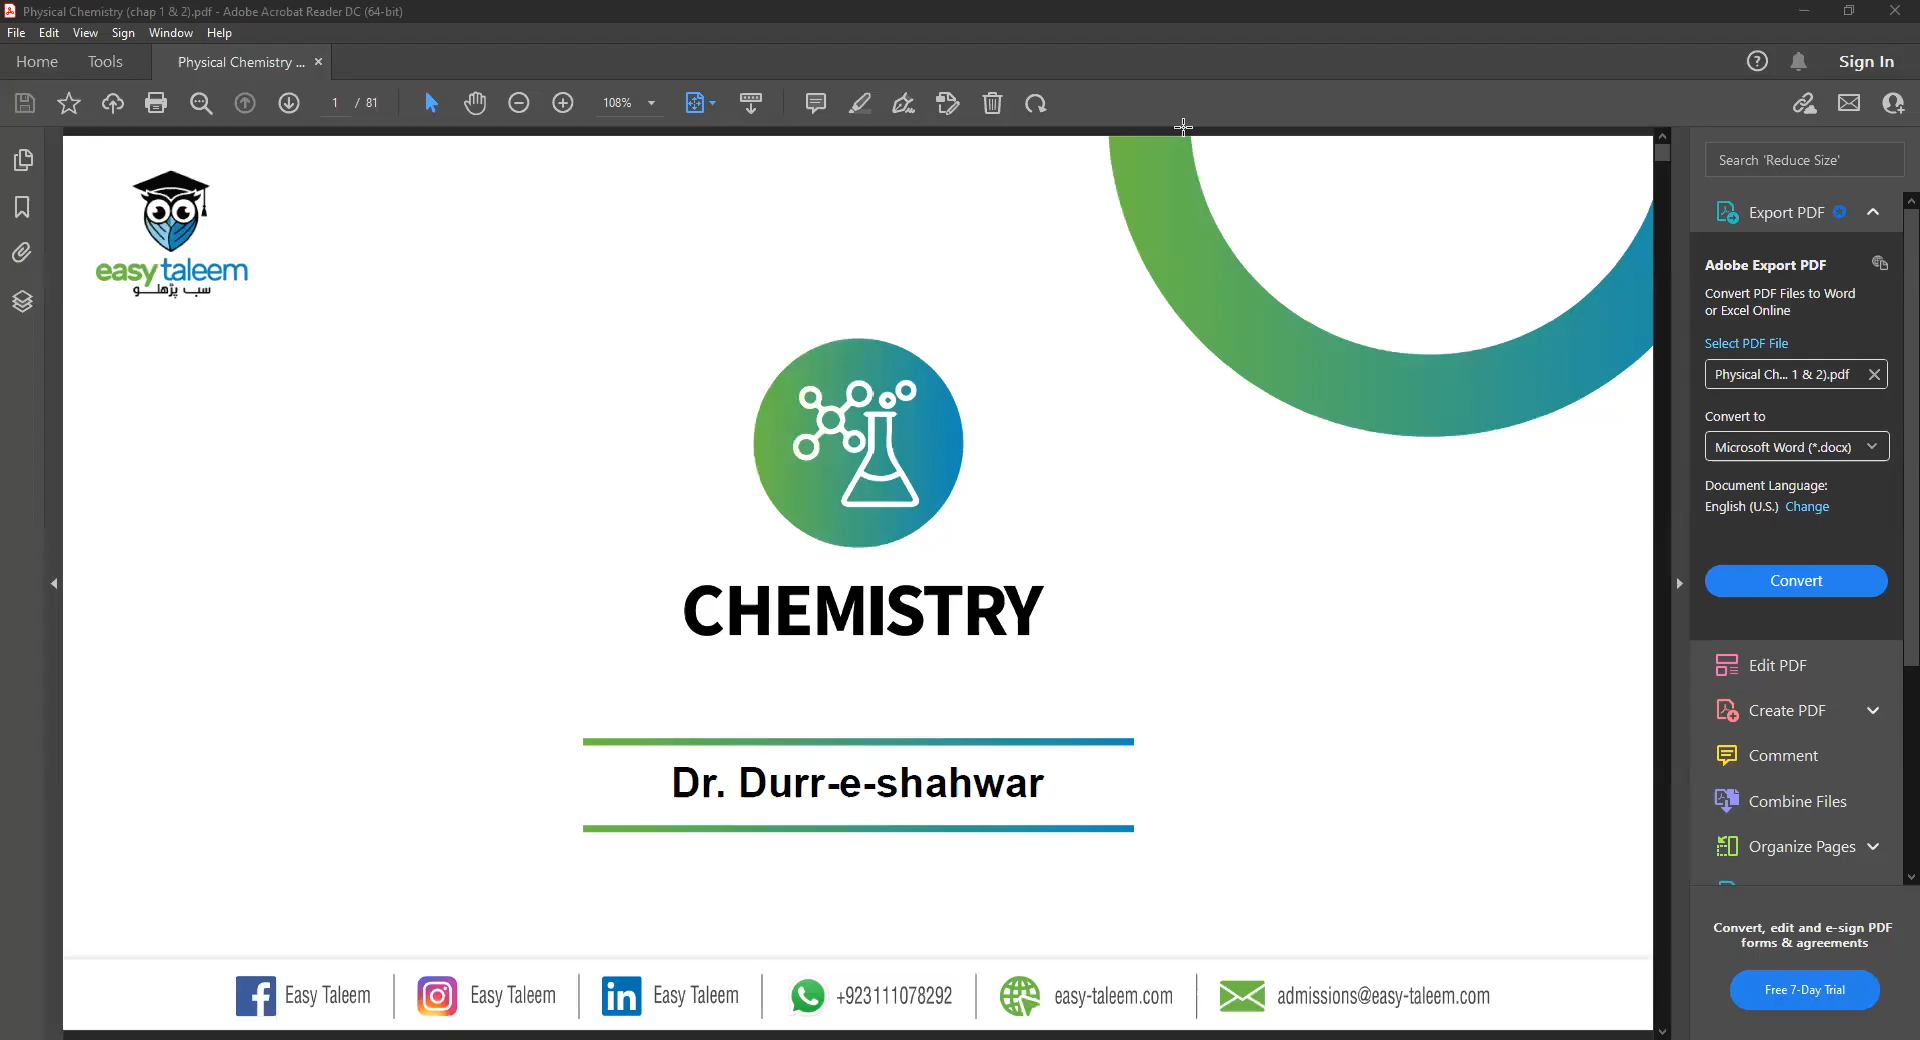 Physical Chemistry (chap 1 & 2).pdf - Adobe Acrobat Reader DC (64-bit)
File Edit View Sign Window Help
Home Tools Physical Chemistry ... Sign In
1 / 81 108%
Search 'Reduce Size'
Export PDF
Adobe Export PDF
Convert PDF Files to Word
or Excel Online
Select PDF File
Physical Ch... 1 & 2).pdf
Convert to
Microsoft Word (*.docx)
Document Language:
English (U.S.) Change
Convert
Edit PDF
Create PDF
Comment
Combine Files
Organize Pages
Convert, edit and e-sign PDF
forms & agreements
Free 7-Day Trial
easytaleem
سب پڑھلو
CHEMISTRY
Dr. Durr-e-shahwar
Easy Taleem Easy Taleem Easy Taleem +923111078292 easy-taleem.com admissions@easy-taleem.com